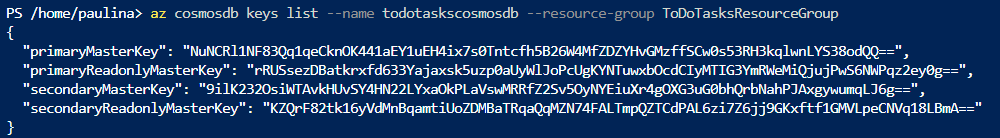 PS /home/paulina> az cosmosdb keys list --name todotaskscosmosdb --resource-group ToDoTasksResourceGroup
{
"primaryMasterKey": "NuNCRl1NF83Qq1qeCknOK441aEY1uEH4ix7s0Tntcfh5B26W4MfZDZYHvGMzffSCw0s53RH3kqlwnLYS38odQQ==",
"primaryReadonlyMasterKey": "rRUSsezDBatkrxfd633Yajaxsk5uzp0aUyWlJoPcUgKYNTuwxbOcdCIyMTIG3YmRWeMiQjujPwS6NWPqz2ey0g==",
"secondaryMasterKey": "9ilK232OsiWTAvkHUvSY4HN22LYxaOkPLaVswMRRfZ2Sv5OyNYEiuXr4gOXG3uG0bhQrbNahPJAxgywumqLJ6g==",
"secondaryReadonlyMasterKey": "KZQrF82tk16yVdMnBqamtiUoZDMBaTRqaQqMZN74FALTmpQZTCdPAL6zi7Z6jj9GKxftf1GMVLpeCNVq18LBmA=="
}